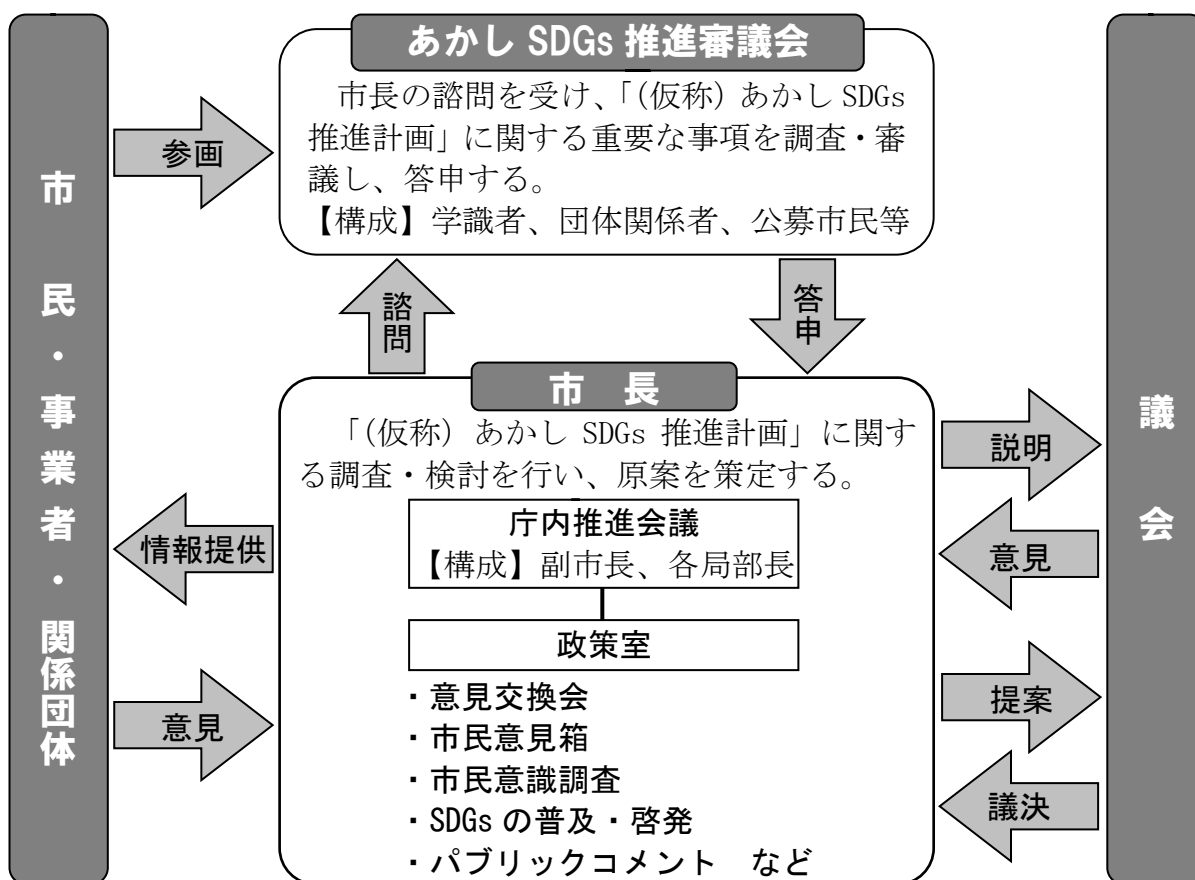 あかし SDGs 推進審議会
市長の諮問を受け、「(仮称) あかし SDGs
推進計画」に関する重要な事項を調査・審
議し、答申する。
【構成】学識者、団体関係者、公募市民等
市民・事業者・関係団体
参画
諮問
答申
議会
市 長
「(仮称) あかし SDGs 推進計画」に関す
る調査・検討を行い、原案を策定する。
庁内推進会議
【構成】副市長、各局部長
政策室
・意見交換会
・市民意見箱
・市民意識調査
・SDGs の普及・啓発
・パブリックコメント など
情報提供
意見
説明
意見
提案
議決